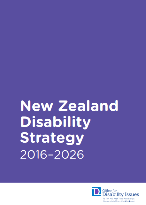 New Zealand
Disability
Strategy
2016–2026
Office for
Disability Issues